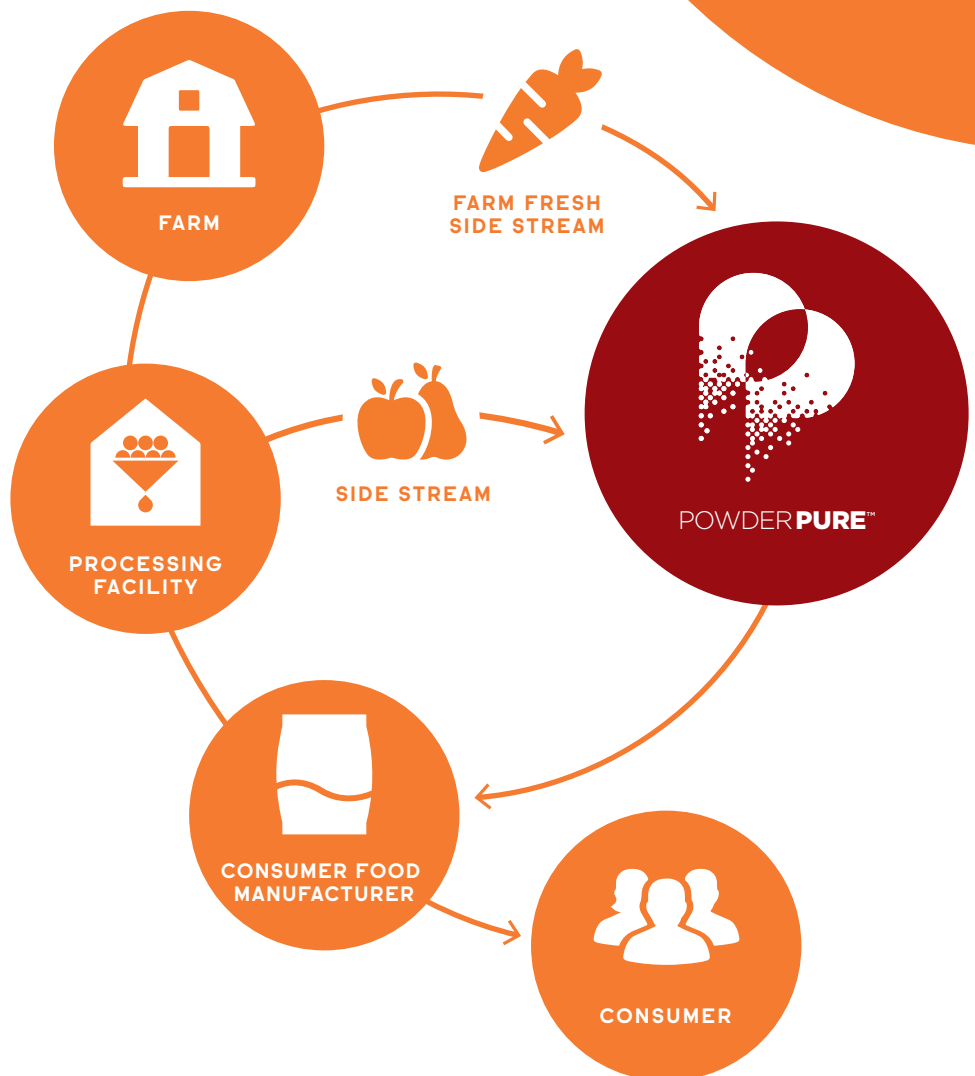 FARM
FARM FRESH
SIDE STREAM
POWDERPURE™
SIDE STREAM
PROCESSING
FACILITY
CONSUMER FOOD
MANUFACTURER
CONSUMER